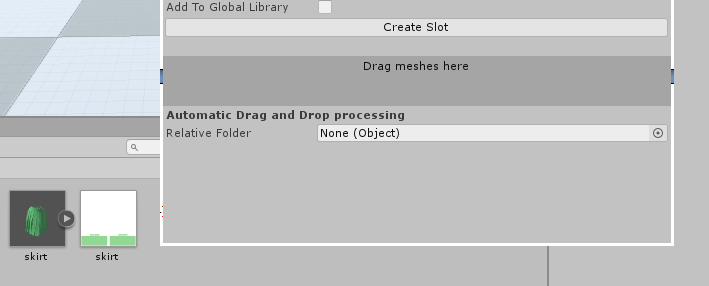 Add To Global Library
Create Slot
Drag meshes here
Automatic Drag and Drop processing
Relative Folder None (Object)
skirt skirt